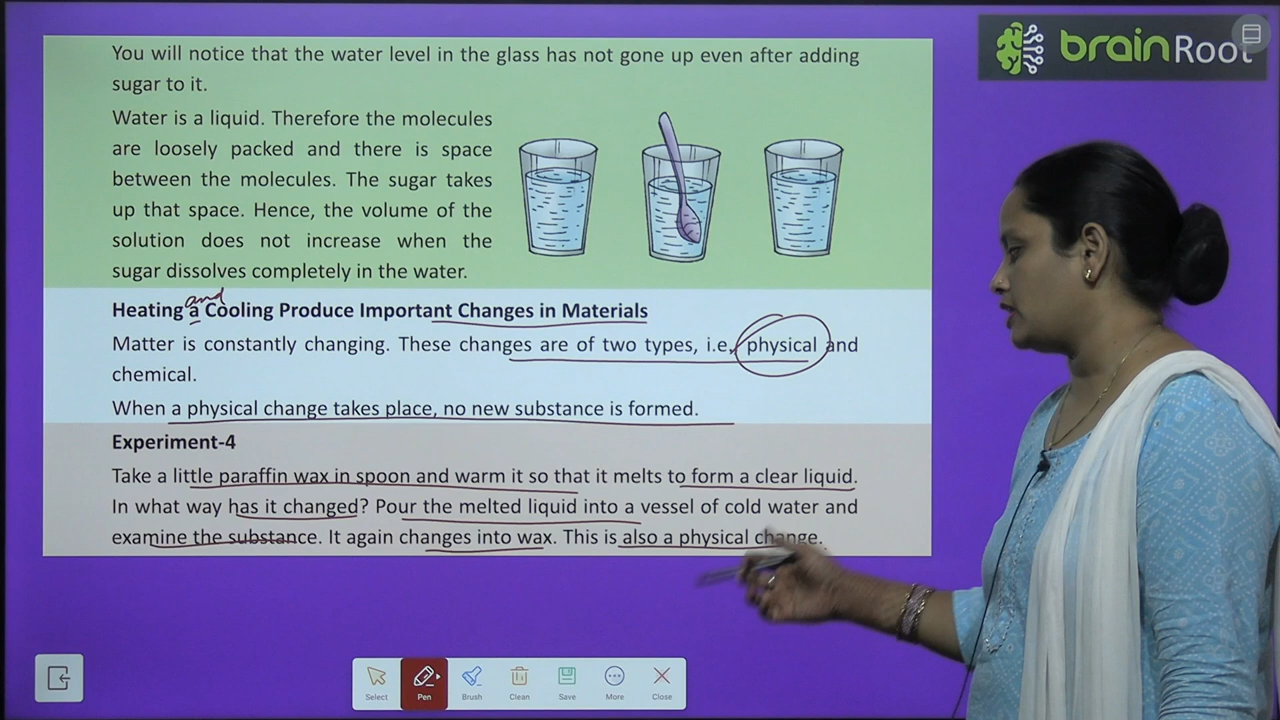 You will notice that the water level in the glass has not gone up even after adding
sugar to it.
Water is a liquid. Therefore the molecules
are loosely packed and there is space
between the molecules. The sugar takes
up that space. Hence, the volume of the
solution does not increase when the
sugar dissolves completely in the water.
and
Heating a Cooling Produce Important Changes in Materials
Matter is constantly changing. These changes are of two types, i.e., physical and
chemical.
When a physical change takes place, no new substance is formed.
Experiment-4
Take a little paraffin wax in spoon and warm it so that it melts to form a clear liquid.
In what way has it changed? Pour the melted liquid into a vessel of cold water and
examine the substance. It again changes into wax. This is also a physical change.
brainRoot
Select Pen Brush Clean Save More Close